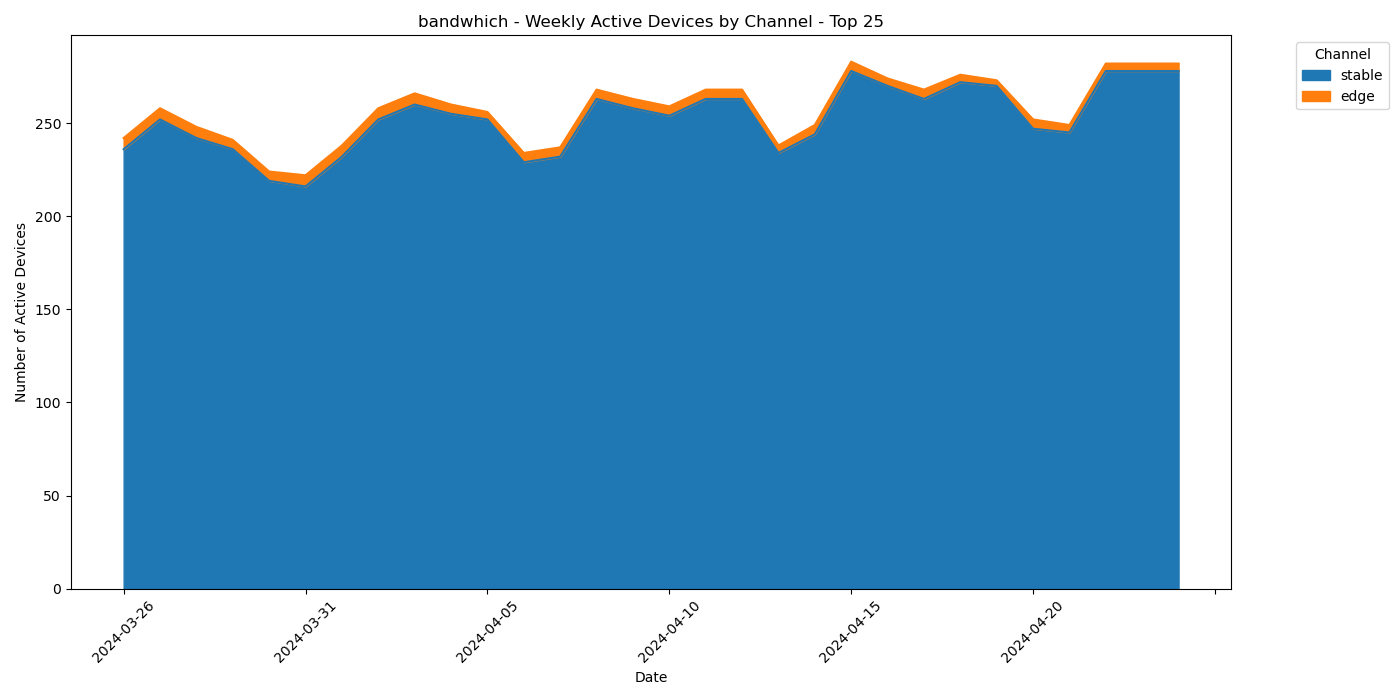 bandwhich - Weekly Active Devices by Channel - Top 25
Channel
stable
edge
Number of Active Devices
250
200
150
100
50
0
2024-03-26
2024-03-31
2024-04-05
2024-04-10
2024-04-15
2024-04-20
Date